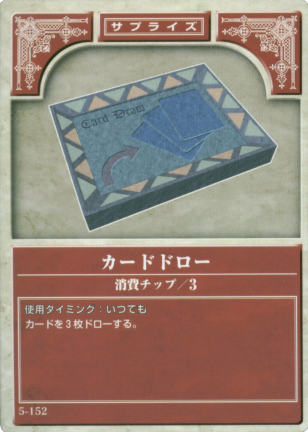 サプライズ
Card Draw
カードドロー
消費チップ/3
使用タイミング:いつでも
カードを3枚ドローする。
5-152